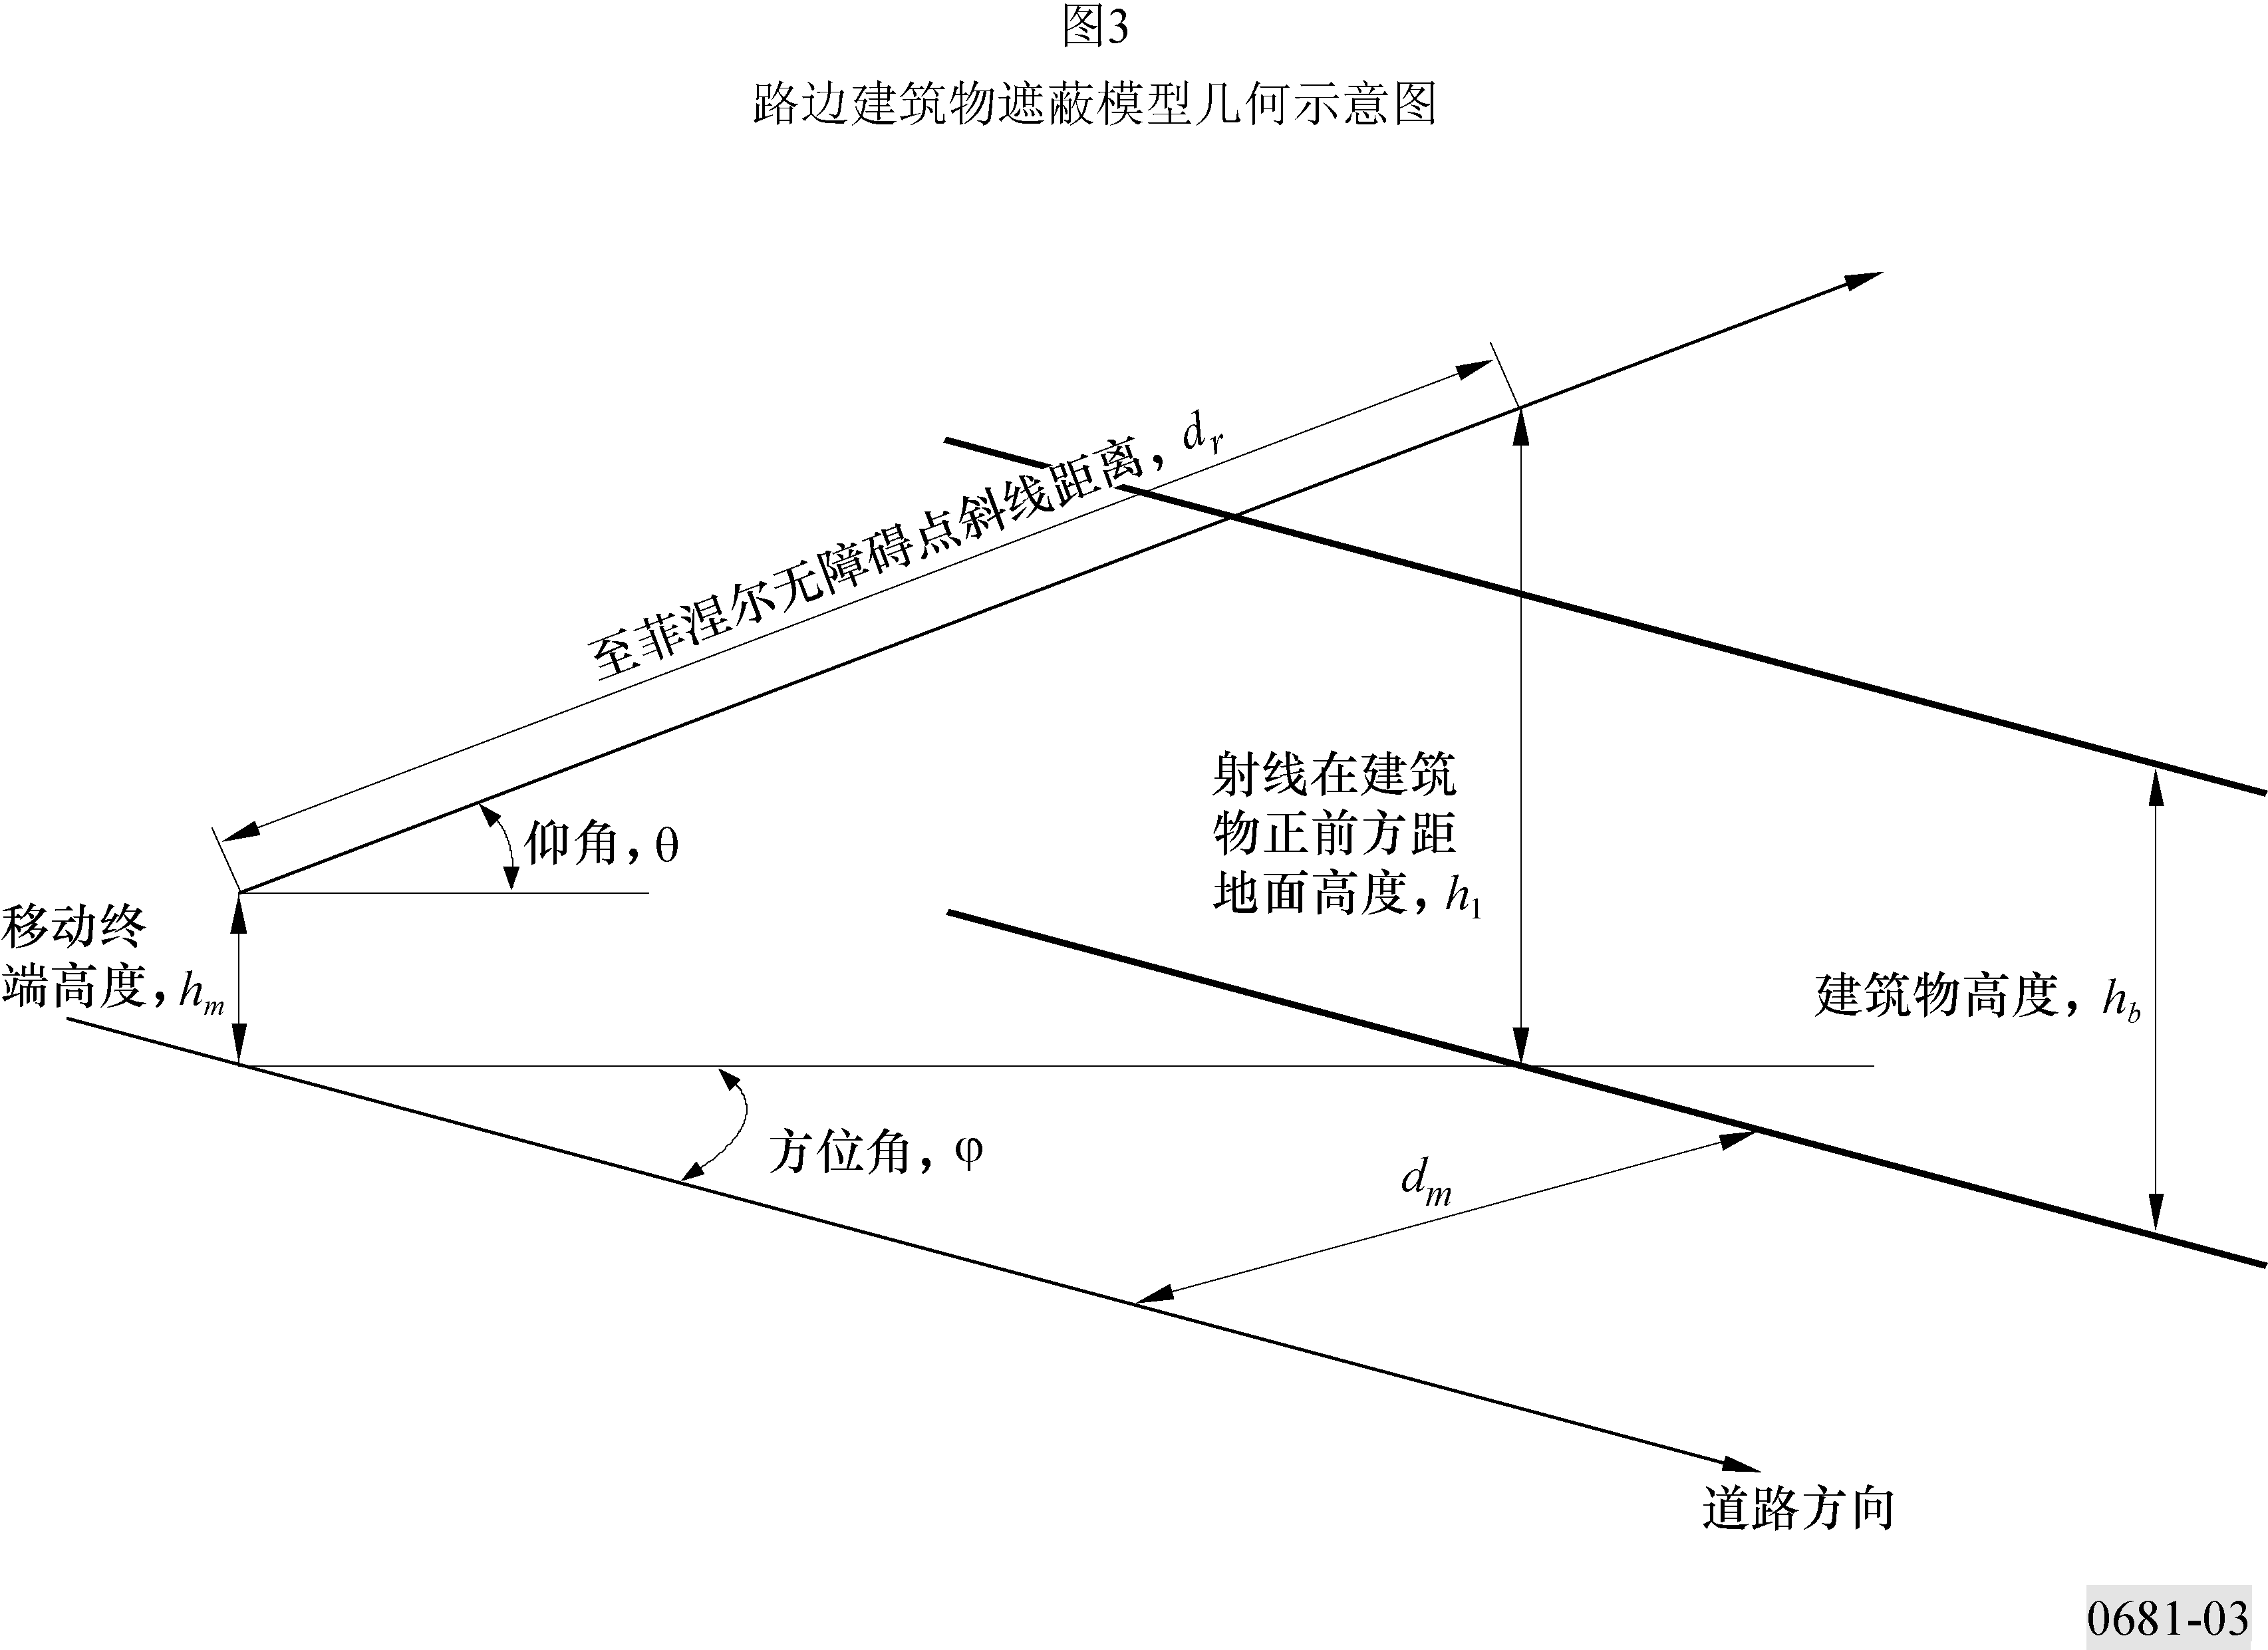 图3
路边建筑物遮蔽模型几何示意图
至菲涅尔无障碍点斜线距离，d_r
射线在建筑
物正前方距
地面高度，h_1
仰角，θ
移动终
端高度，h_m
建筑物高度，h_b
方位角，φ
d_m
道路方向
0681-03